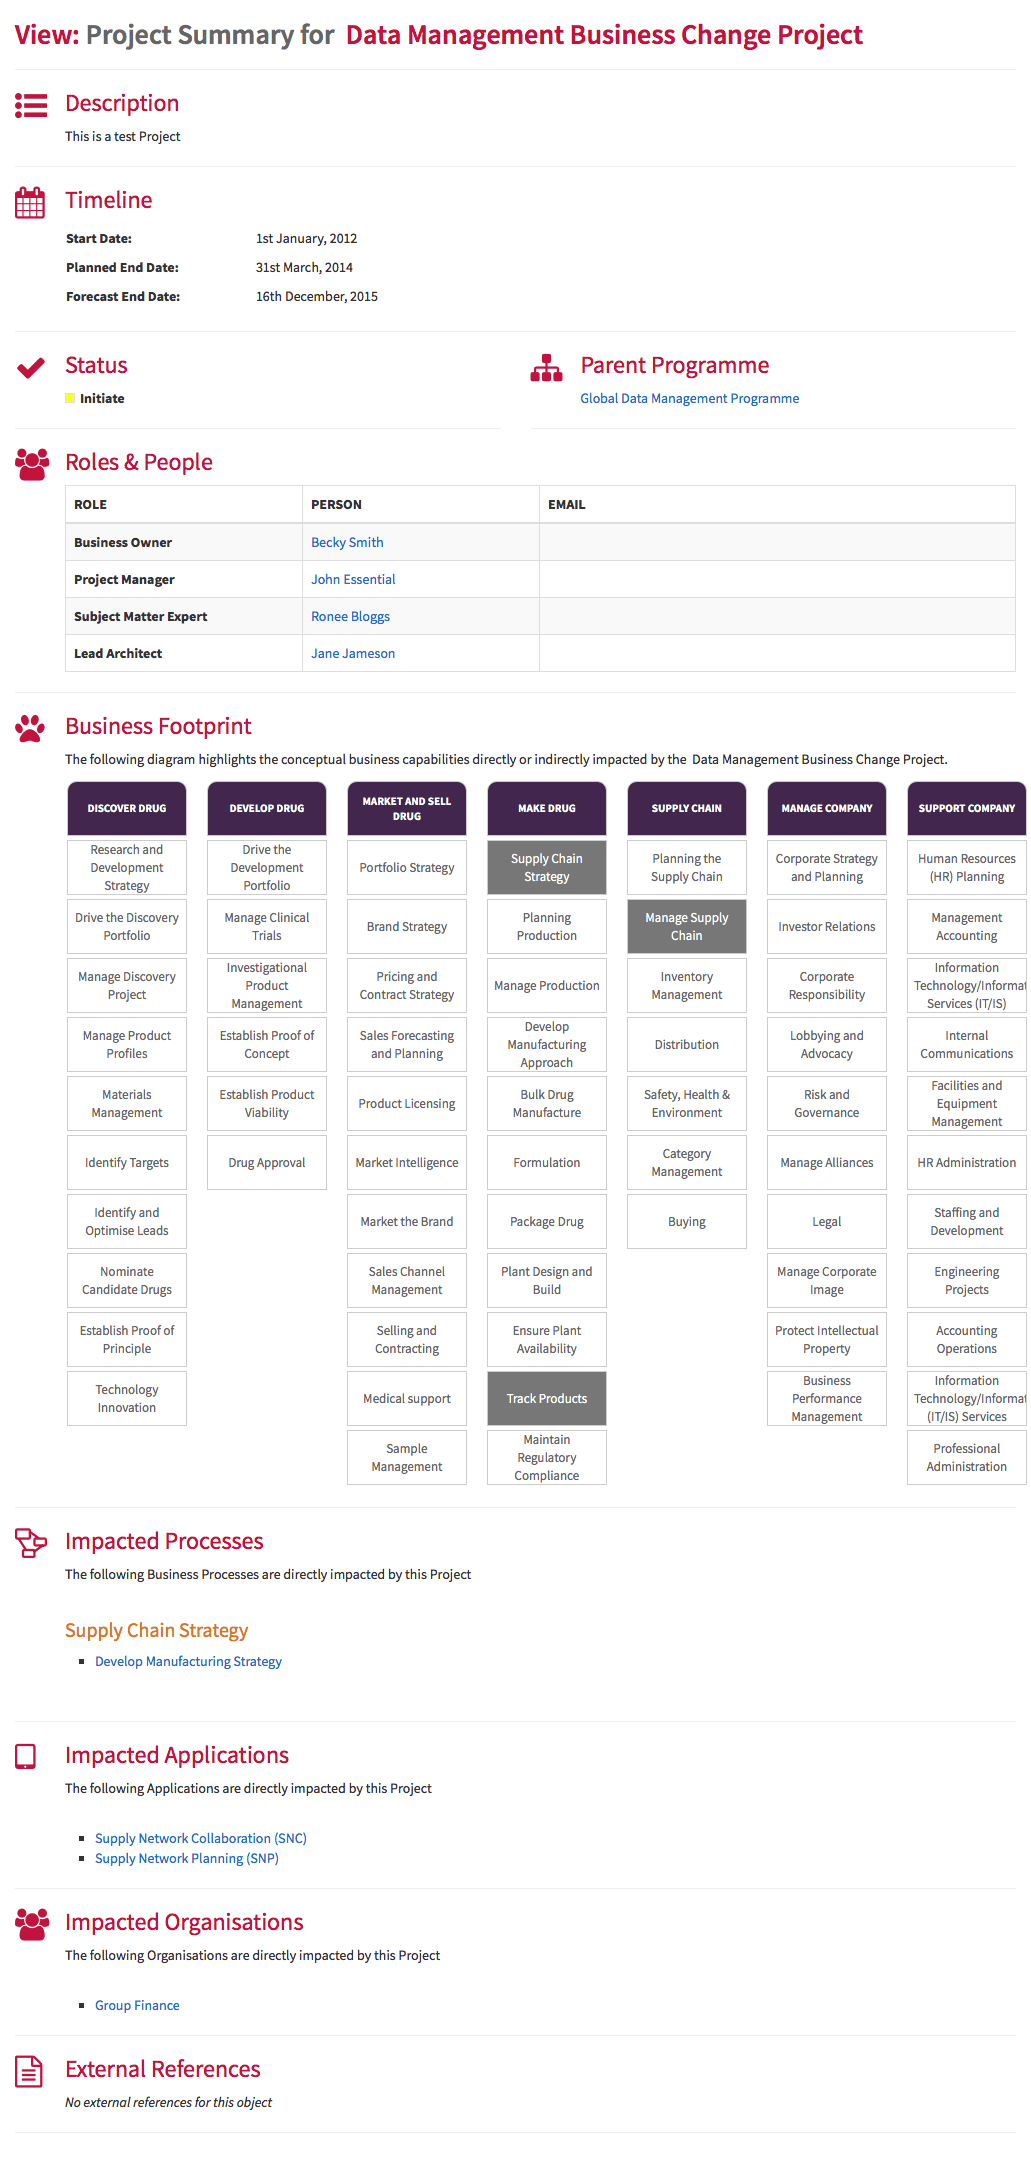 View: Project Summary for Data Management Business Change Project
Description
This is a test Project
Timeline
Start Date: 1st January, 2012
Planned End Date: 31st March, 2014
Forecast End Date: 16th December, 2015
Status
Initiate
Parent Programme
Global Data Management Programme
Roles & People
ROLE PERSON EMAIL
Business Owner Becky Smith
Project Manager John Essential
Subject Matter Expert Ronee Bloggs
Lead Architect Jane Jameson
Business Footprint
The following diagram highlights the conceptual business capabilities directly or indirectly impacted by the Data Management Business Change Project.
DISCOVER DRUG
Research and
Development
Strategy
Drive the Discovery
Portfolio
Manage Discovery
Project
Manage Product
Profiles
Materials
Management
Identify Targets
Identify and
Optimise Leads
Nominate
Candidate Drugs
Establish Proof of
Principle
Technology
Innovation
DEVELOP DRUG
Drive the
Development
Portfolio
Manage Clinical
Trials
Investigational
Product
Management
Establish Proof of
Concept
Establish Product
Viability
Drug Approval
MARKET AND SELL
DRUG
Portfolio Strategy
Brand Strategy
Pricing and
Contract Strategy
Sales Forecasting
and Planning
Product Licensing
Market Intelligence
Market the Brand
Sales Channel
Management
Selling and
Contracting
Medical support
Sample
Management
MAKE DRUG
Supply Chain
Strategy
Planning
Production
Manage Production
Develop
Manufacturing
Approach
Bulk Drug
Manufacture
Formulation
Package Drug
Plant Design and
Build
Ensure Plant
Availability
Track Products
Maintain
Regulatory
Compliance
SUPPLY CHAIN
Planning the
Supply Chain
Manage Supply
Chain
Inventory
Management
Distribution
Safety, Health &
Environment
Category
Management
Buying
MANAGE COMPANY
Corporate Strategy
and Planning
Investor Relations
Corporate
Responsibility
Lobbying and
Advocacy
Risk and
Governance
Manage Alliances
Legal
Manage Corporate
Image
Protect Intellectual
Property
Business
Performance
Management
SUPPORT COMPANY
Human Resources
(HR) Planning
Management
Accounting
Information
Technology/Informat
Services (IT/IS)
Internal
Communications
Facilities and
Equipment
Management
HR Administration
Staffing and
Development
Engineering
Projects
Accounting
Operations
Information
Technology/Informat
(IT/IS) Services
Professional
Administration
Impacted Processes
The following Business Processes are directly impacted by this Project
Supply Chain Strategy
Develop Manufacturing Strategy
Impacted Applications
The following Applications are directly impacted by this Project
Supply Network Collaboration (SNC)
Supply Network Planning (SNP)
Impacted Organisations
The following Organisations are directly impacted by this Project
Group Finance
External References
No external references for this object